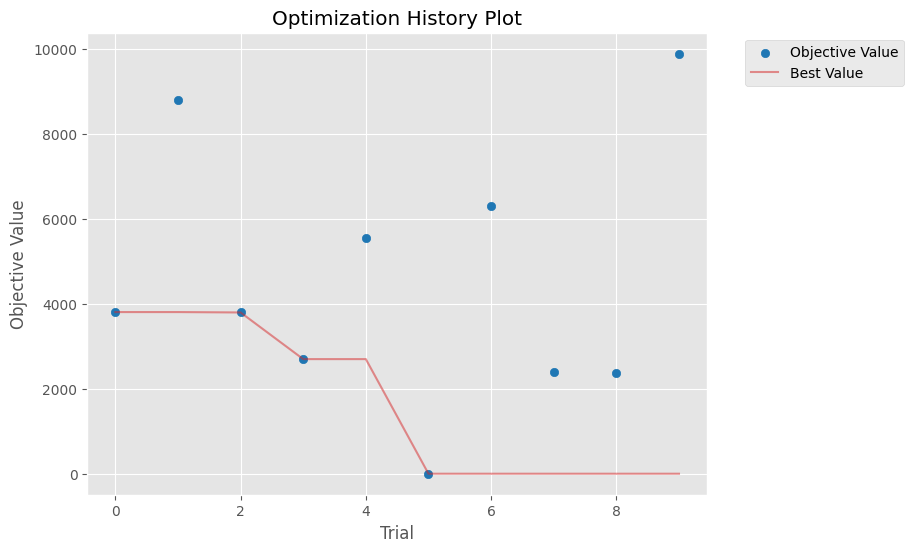 Optimization History Plot
Objective Value
Best Value
Objective Value
10000
8000
6000
4000
2000
0
0 2 4 6 8
Trial